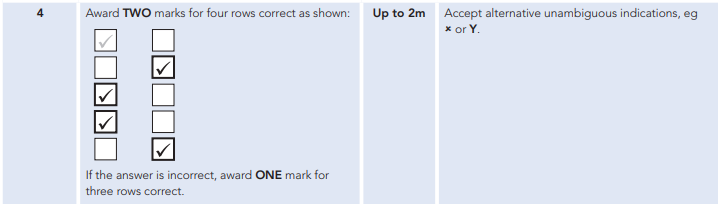 4
Award TWO marks for four rows correct as shown:
If the answer is incorrect, award ONE mark for
three rows correct.
Up to 2m
Accept alternative unambiguous indications, eg
× or Y.